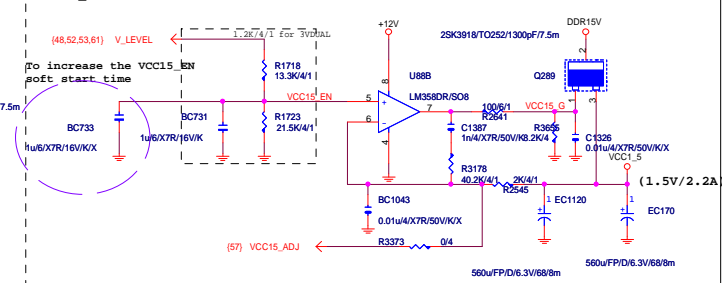 {48,52,53,61} V_LEVEL
1.2K/4/1 for 3VDUAL
+12V
2SK3918/TO252/1300pF/7.5m
DDR15V
To increase the VCC15_EN
soft start time
R1718
13.3K/4/1
U88B
LM358DR/SO8
Q289
2
1
3
7.5m
VCC15_EN
5
6
7
8
4
+
-
100/6/1
R2641
VCC15_G
BC733
1u/6/X7R/16V/K/X
BC731
1u/6/X7R/16V/K
R1723
21.5K/4/1
C1387
1n/4/X7R/50V/K
8.2K/4
C1326
0.01u/4/X7R/50V/K/X
VCC1_5
R3178
40.2K/4/1
2K/4/1
R2545
(1.5V/2.2A)
BC1043
0.01u/4/X7R/50V/K/X
1
+
EC1120
1
+
EC170
{57} VCC15_ADJ
R3373
0/4
560u/FP/D/6.3V/68/8m
560u/FP/D/6.3V/68/8m